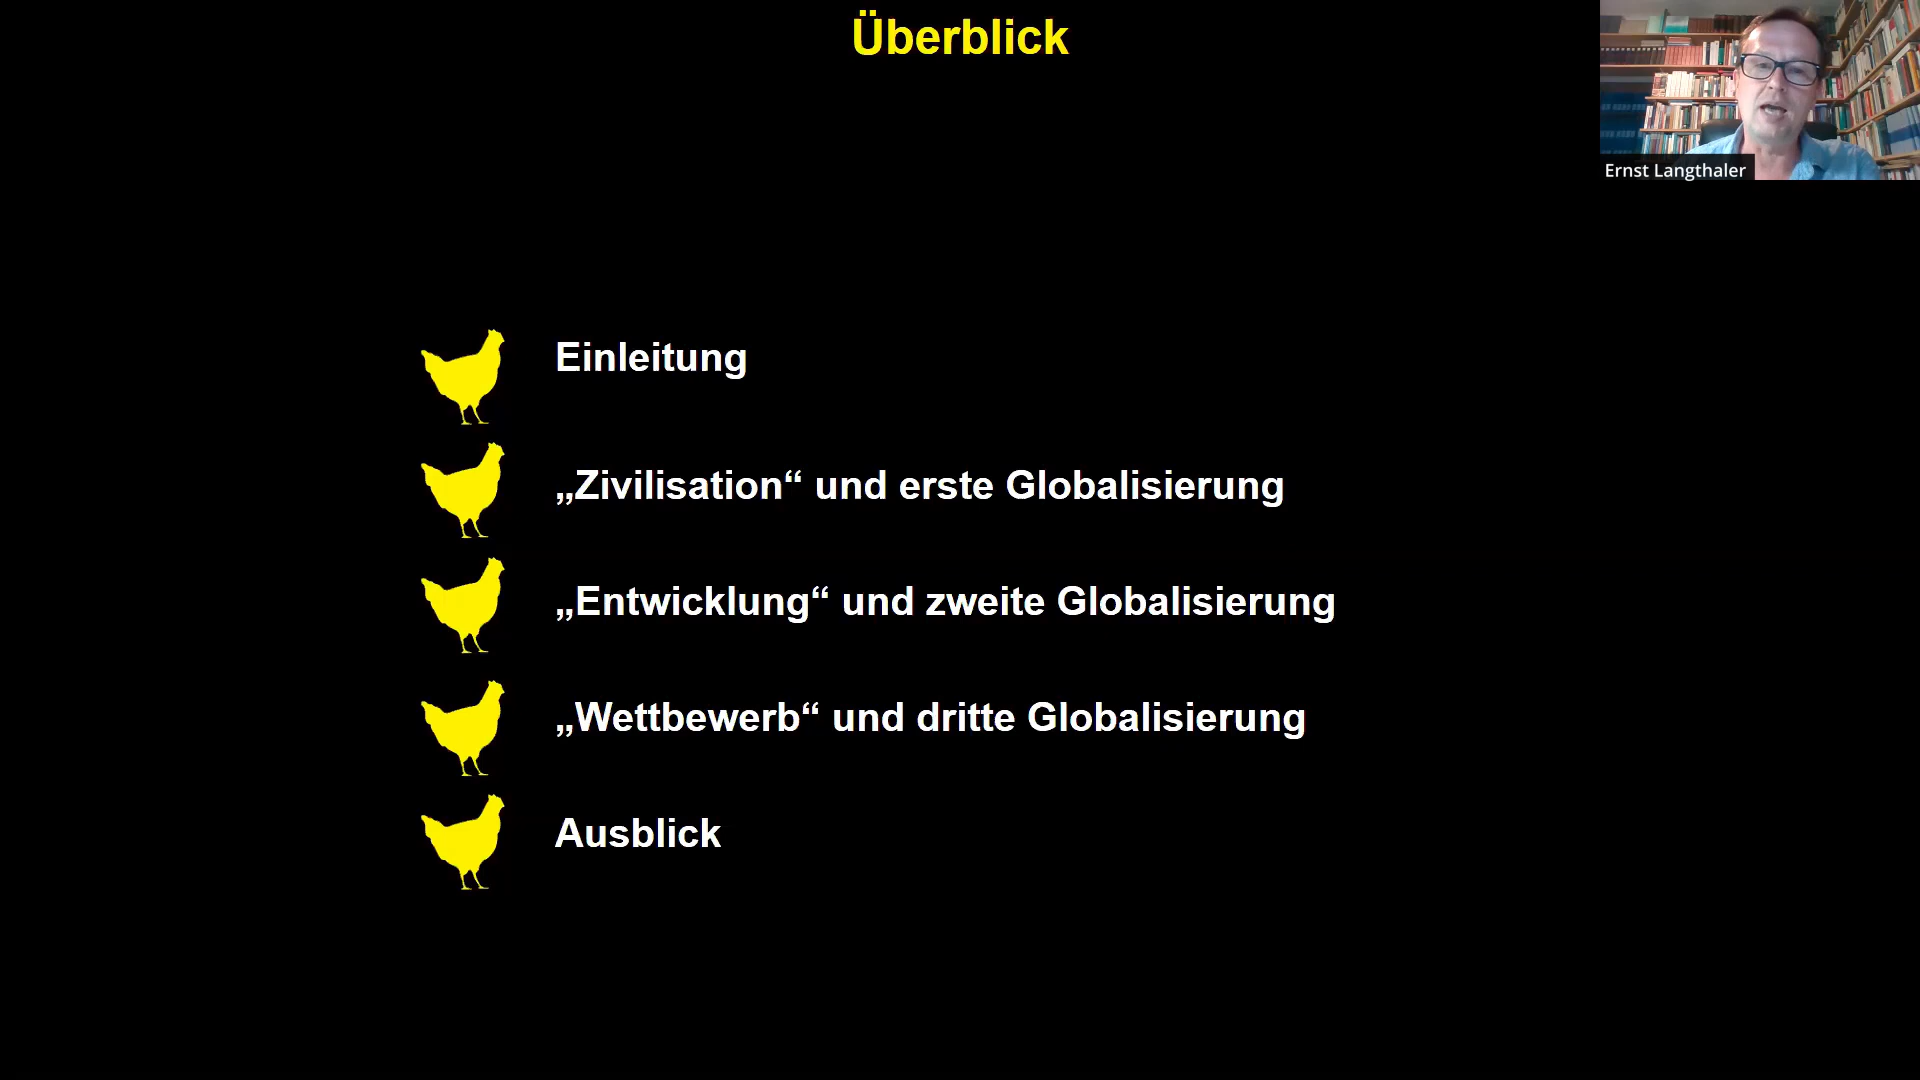 Überblick
Ernst Langthaler
Einleitung
„Zivilisation“ und erste Globalisierung
„Entwicklung“ und zweite Globalisierung
„Wettbewerb“ und dritte Globalisierung
Ausblick